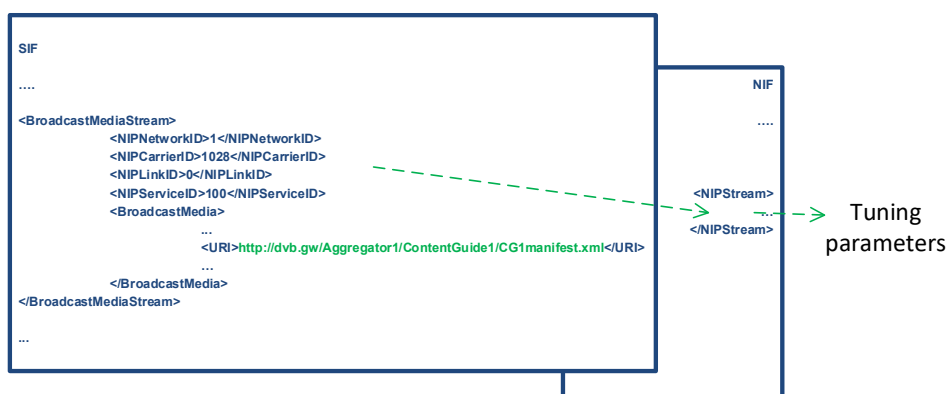 SIF
....
<BroadcastMediaStream>
<NIPNetworkID>1</NIPNetworkID>
<NIPCarrierID>1028</NIPCarrierID>
<NIPLinkID>0</NIPLinkID>
<NIPServiceID>100</NIPServiceID>
<BroadcastMedia>
...
<URI>http://dvb.gw/Aggregator1/ContentGuide1/CG1manifest.xml</URI>
...
</BroadcastMedia>
</BroadcastMediaStream>
...
NIF
....
<NIPStream>
...
</NIPStream>
Tuning
parameters